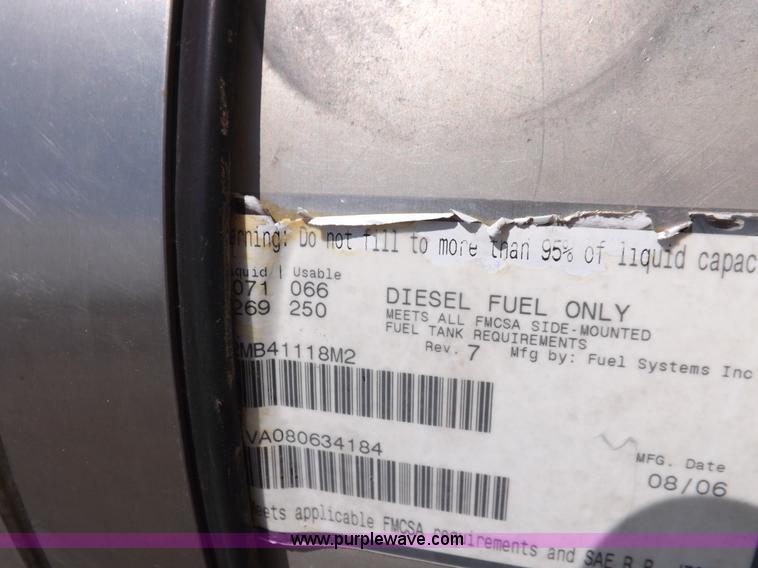 arning: Do not fill to more than 95% of liquid capac
iquid | Usable
071 066
269 250
DIESEL FUEL ONLY
MEETS ALL FMCSA SIDE-MOUNTED
FUEL TANK REQUIREMENTS
Rev. 7 Mfg by: Fuel Systems Inc
MB41118M2
VA080634184
MFG. Date
08/06
eets applicable FMCSA requirements and SAE
www.purplewave.com